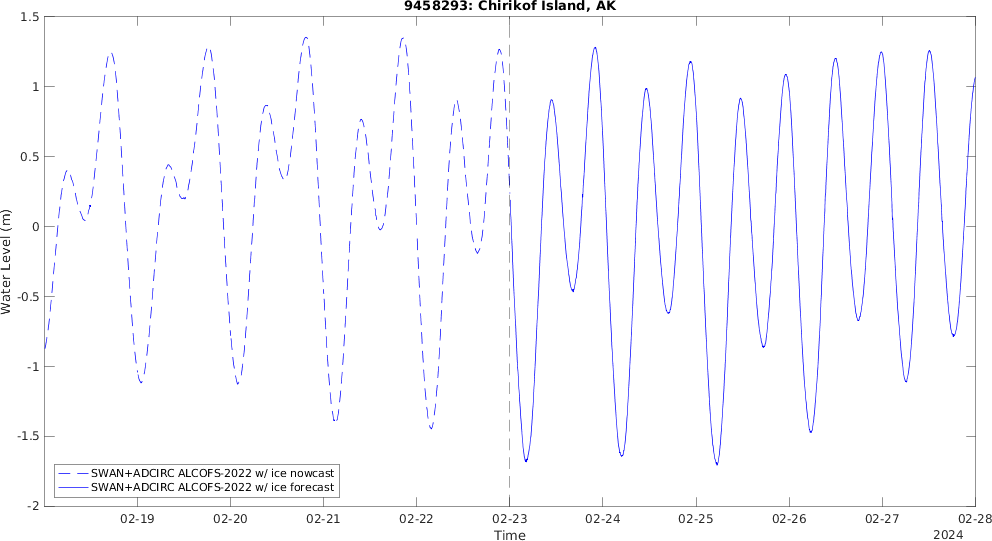 9458293: Chirikof Island, AK
1.5
1
0.5
0
-0.5
-1
-1.5
-2
Water Level (m)
SWAN+ADCIRC ALCOFS-2022 w/ ice nowcast
SWAN+ADCIRC ALCOFS-2022 w/ ice forecast
02-19 02-20 02-21 02-22 02-23 02-24 02-25 02-26 02-27 02-28
Time
2024